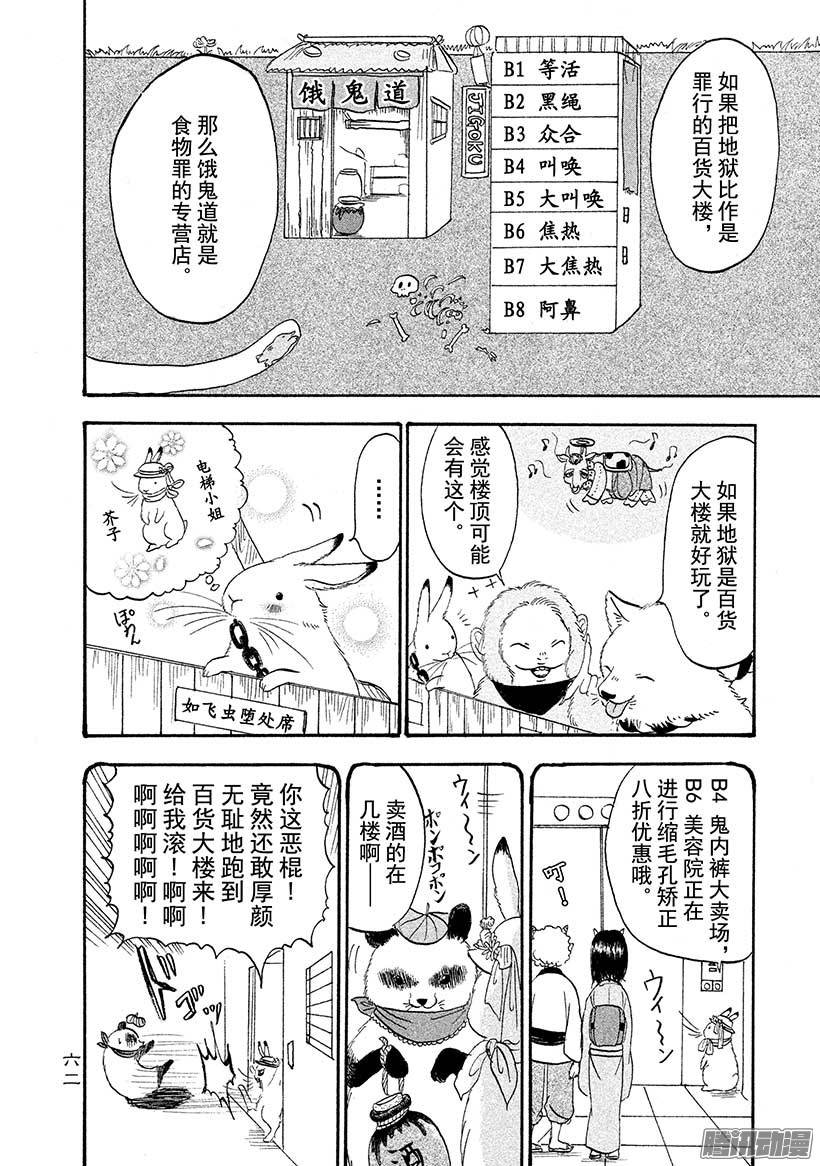 如果把地狱比作是
罪行的百货大楼，
B1 等活
B2 黑绳
B3 众合
B4 叫唤
B5 大叫唤
B6 焦热
B7 大焦热
B8 阿鼻
JIGOKU
饿鬼道
那么饿鬼道就是
食物罪的专营店。
如果地狱是百货
大楼就好玩了。
感觉楼顶可能
会有这个。
……
电梯小姐
芥子
ぽわん
如飞虫堕处席
B4 鬼内裤大卖场，
B6 美容院正在
进行缩毛孔矫正
八折优惠哦。
叮！
ウィ～ン
ウィ～ン
ポンポコポン
卖酒的在
几楼啊——
酒
你这恶棍！
竟然还敢厚颜
无耻地跑到
百货大楼来！
给我滚！啊啊
啊啊啊啊啊！
ドゴッ
六二
腾讯动漫